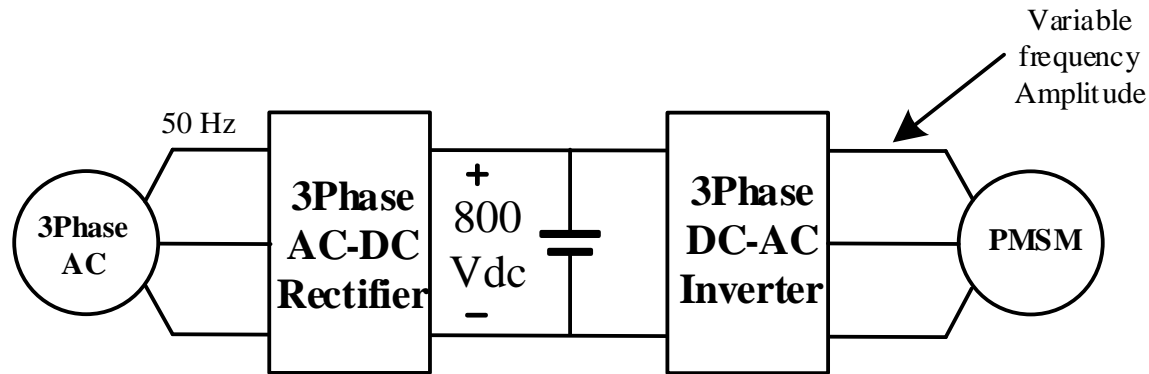 Variable
frequency
Amplitude
50 Hz
3Phase
AC
3Phase
AC-DC
Rectifier
+
800
Vdc
−
3Phase
DC-AC
Inverter
PMSM